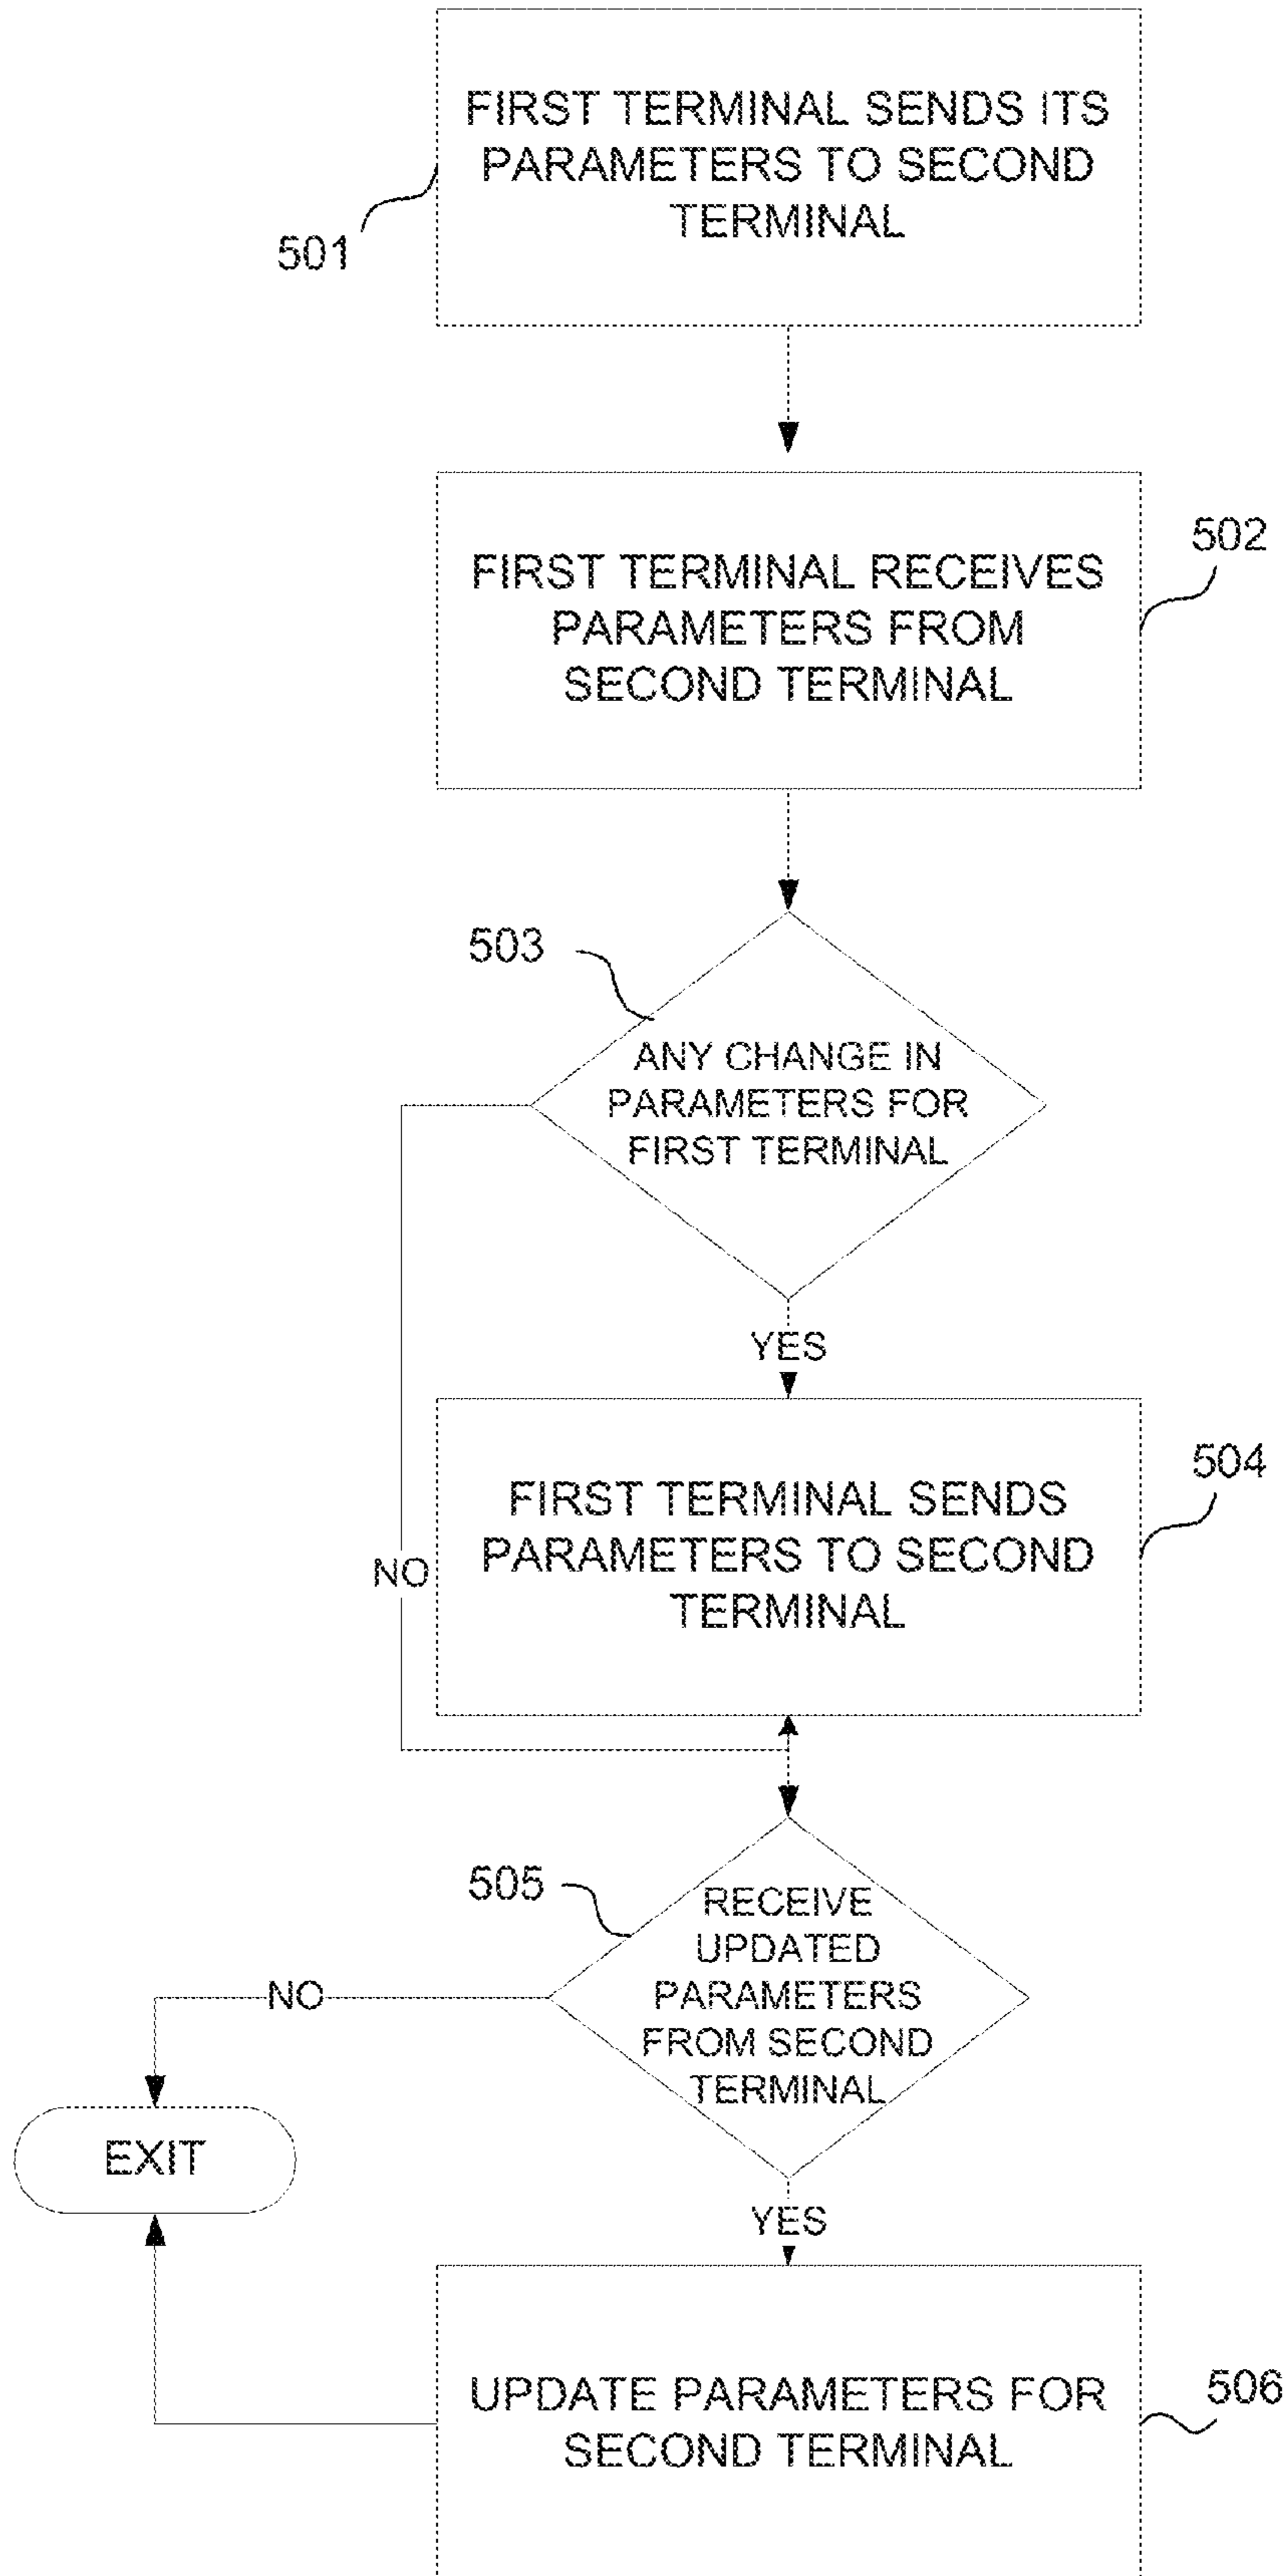 FIRST TERMINAL SENDS ITS
PARAMETERS TO SECOND
TERMINAL
501
FIRST TERMINAL RECEIVES
PARAMETERS FROM
SECOND TERMINAL
502
503
ANY CHANGE IN
PARAMETERS FOR
FIRST TERMINAL
YES
FIRST TERMINAL SENDS
PARAMETERS TO SECOND
TERMINAL
504
NO
505
RECEIVE
UPDATED
PARAMETERS
FROM SECOND
TERMINAL
NO
EXIT
YES
UPDATE PARAMETERS FOR
SECOND TERMINAL
506